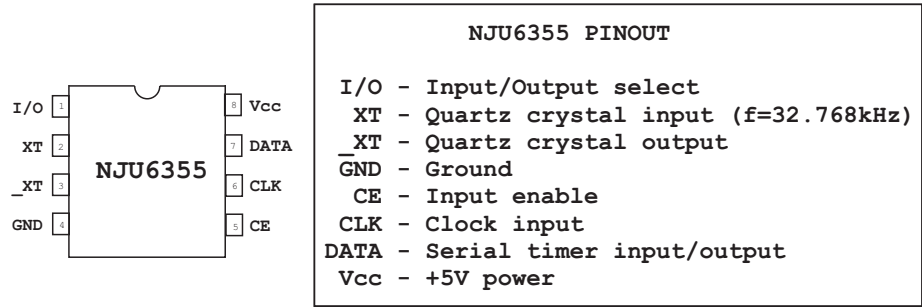 I/O 1
XT 2
_XT 3
GND 4
NJU6355
8 Vcc
7 DATA
6 CLK
5 CE
NJU6355 PINOUT
I/O - Input/Output select
XT - Quartz crystal input (f=32.768kHz)
_XT - Quartz crystal output
GND - Ground
CE - Input enable
CLK - Clock input
DATA - Serial timer input/output
Vcc - +5V power